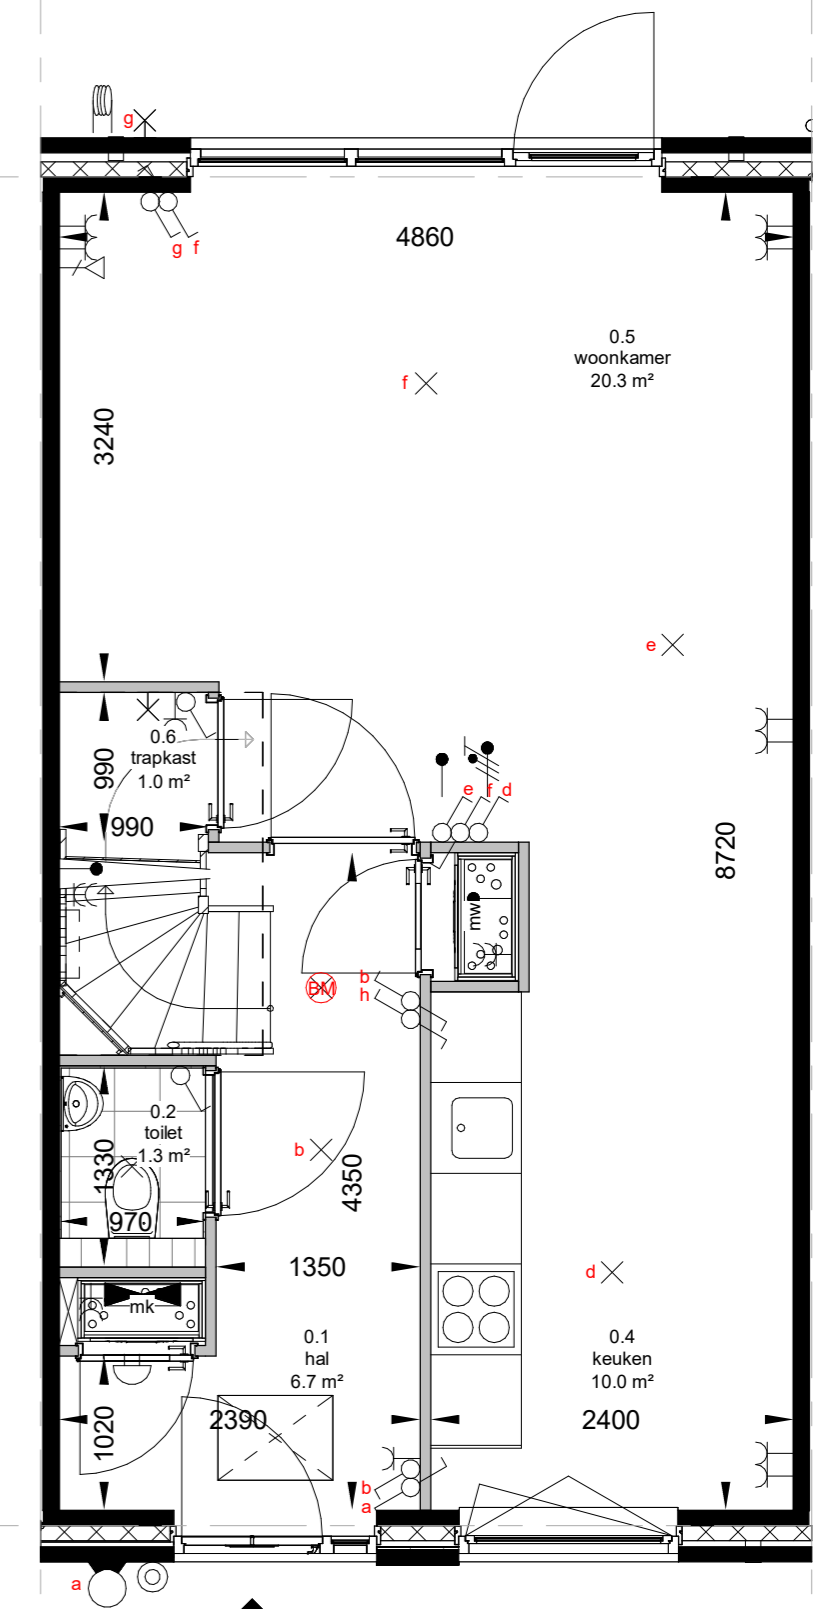 g
g f
4860
0.5
woonkamer
20.3 m²
f
3240
e
0.6
trapkast
1.0 m²
990
990
e f d
8720
mw
BM
b
h
0.2
toilet
1.3 m²
1330
970
b
4350
1350
d
mk
0.1
hal
6.7 m²
0.4
keuken
10.0 m²
1020
2390
2400
b
a
a